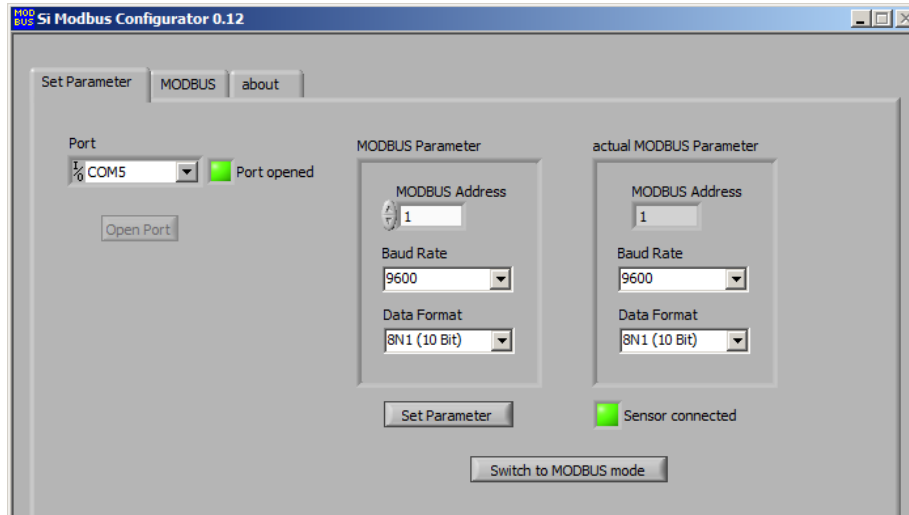 MOD
BUS
Si Modbus Configurator 0.12
Set Parameter
MODBUS
about
Port
I/O COM5
Port opened
Open Port
MODBUS Parameter
MODBUS Address
1
Baud Rate
9600
Data Format
8N1 (10 Bit)
Set Parameter
actual MODBUS Parameter
MODBUS Address
1
Baud Rate
9600
Data Format
8N1 (10 Bit)
Sensor connected
Switch to MODBUS mode